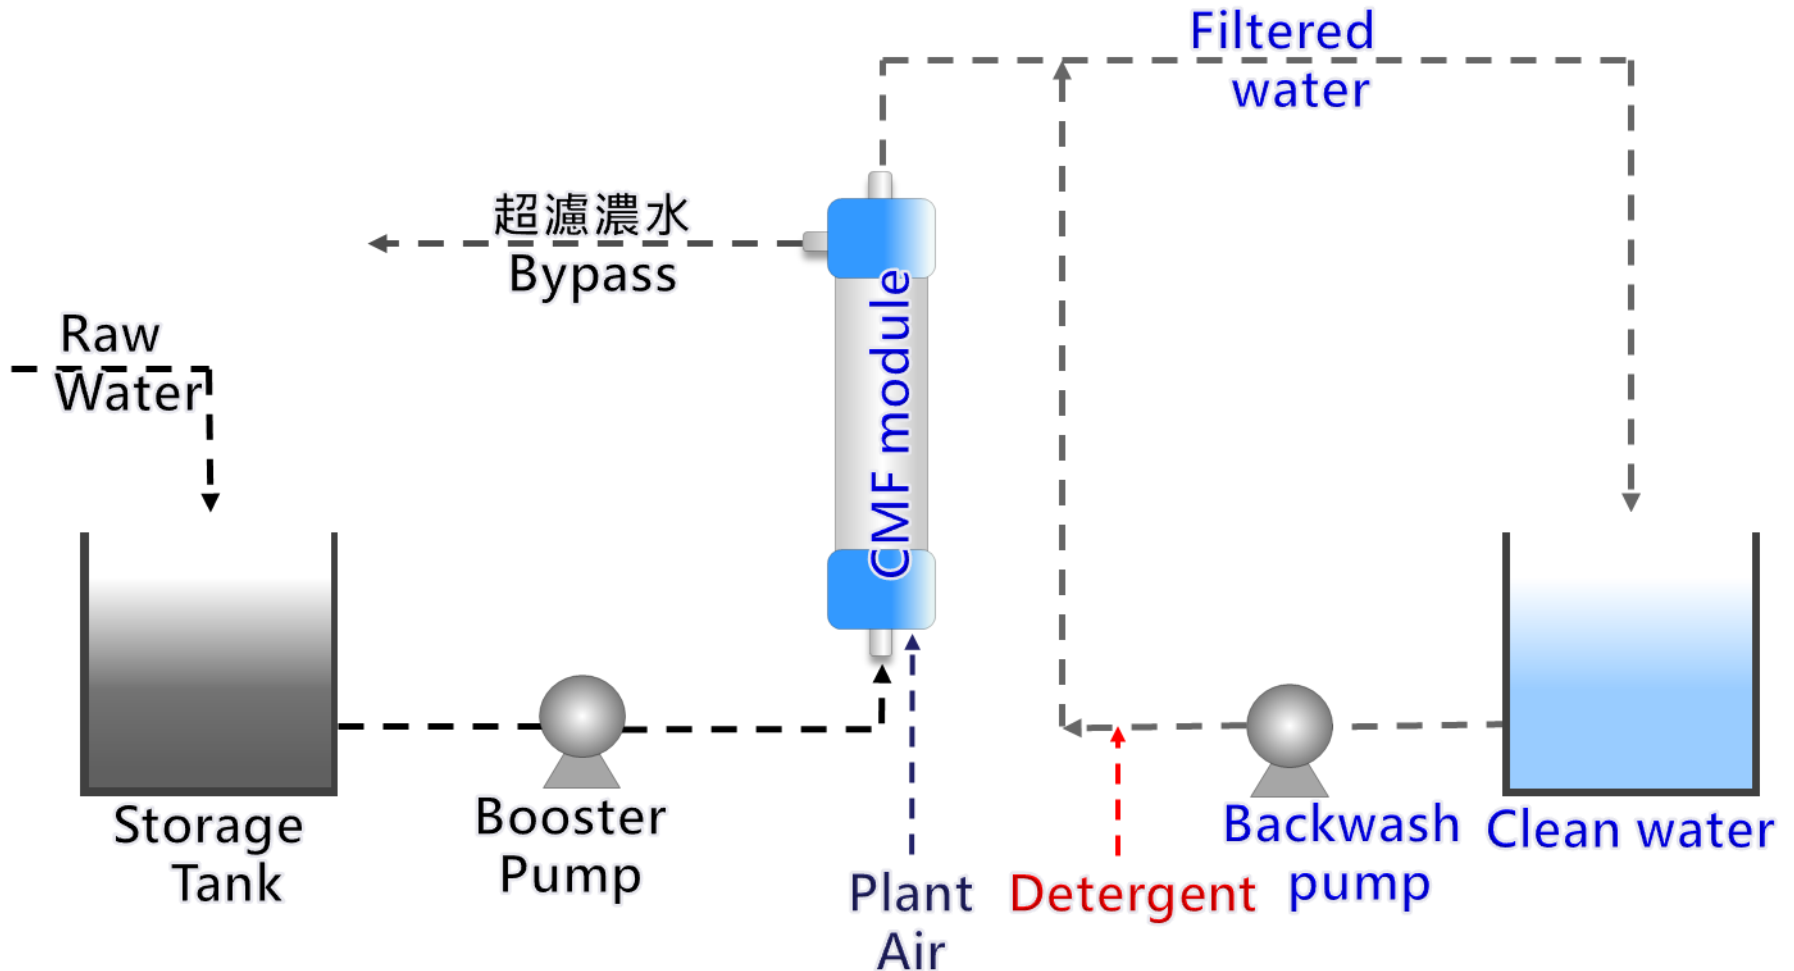 Filtered
water
超濾濃水
Bypass
CMF module
Raw
Water
Storage
Tank
Booster
Pump
Plant
Air
Detergent
Backwash
pump
Clean water